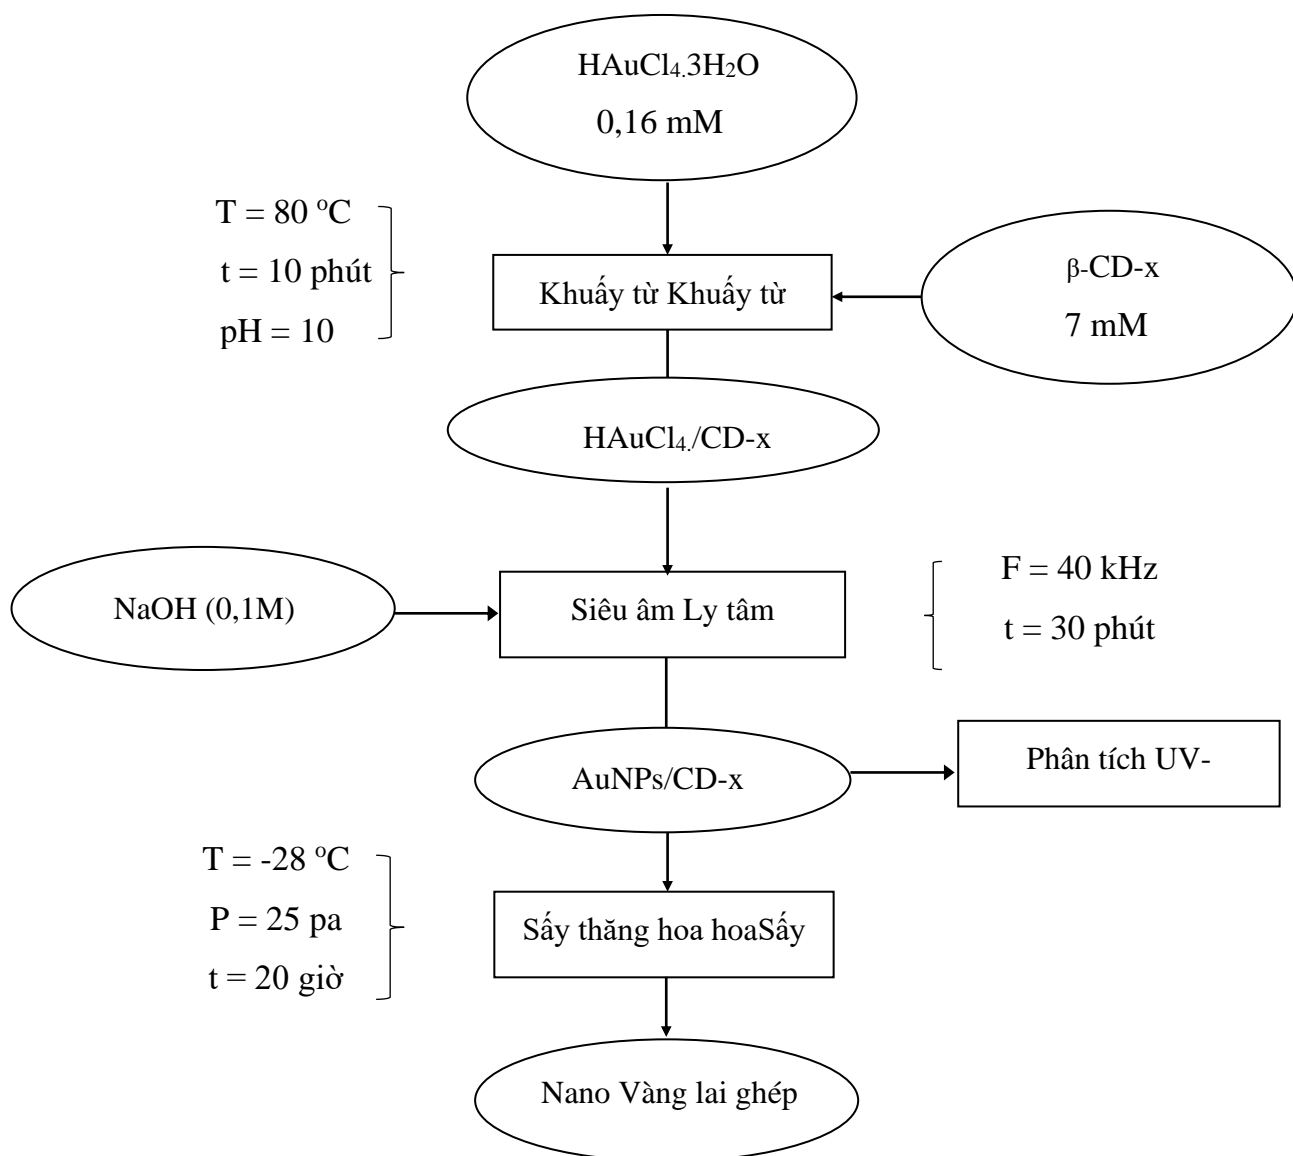 HAuCl₄.3H₂O
0,16 mM
T = 80 ºC
t = 10 phút
pH = 10
Khuấy từ Khuấy từ
β-CD-x
7 mM
HAuCl₄./CD-x
NaOH (0,1M)
Siêu âm Ly tâm
F = 40 kHz
t = 30 phút
AuNPs/CD-x
Phân tích UV-
T = -28 ºC
P = 25 pa
t = 20 giờ
Sấy thăng hoa hoaSấy
Nano Vàng lai ghép